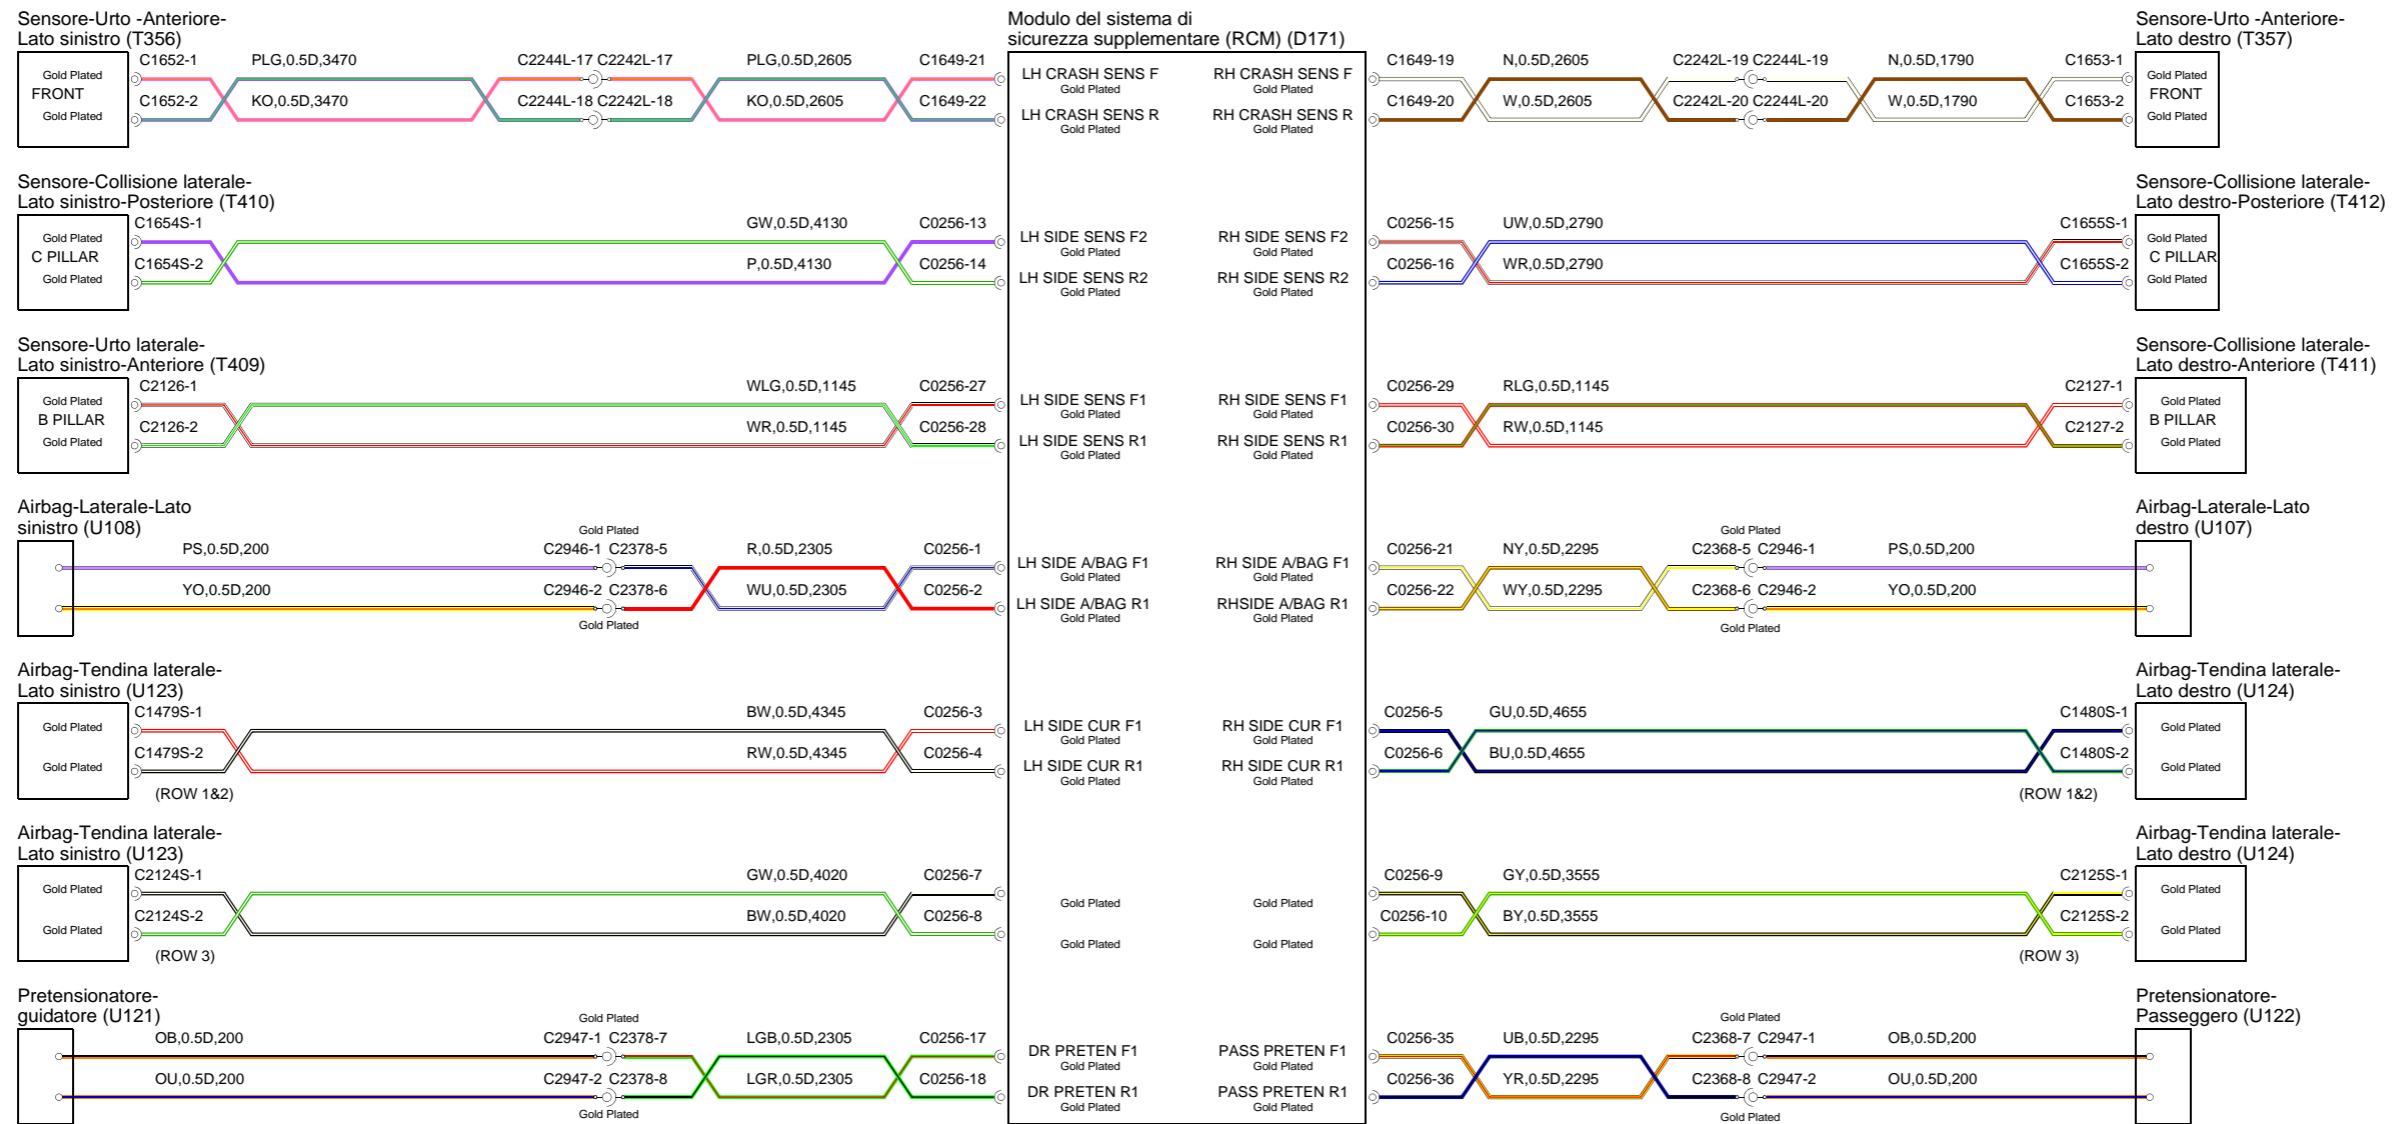 Sensore-Urto -Anteriore-
Lato sinistro (T356)
Gold Plated
FRONT
Gold Plated
C1652-1 PLG,0.5D,3470 C2244L-17 C2242L-17 PLG,0.5D,2605 C1649-21
C1652-2 KO,0.5D,3470 C2244L-18 C2242L-18 KO,0.5D,2605 C1649-22
Modulo del sistema di
sicurezza supplementare (RCM) (D171)
LH CRASH SENS F RH CRASH SENS F
Gold Plated Gold Plated
LH CRASH SENS R RH CRASH SENS R
Gold Plated Gold Plated
C1649-19 N,0.5D,2605 C2242L-19 C2244L-19 N,0.5D,1790 C1653-1
C1649-20 W,0.5D,2605 C2242L-20 C2244L-20 W,0.5D,1790 C1653-2
Sensore-Urto -Anteriore-
Lato destro (T357)
Gold Plated
FRONT
Gold Plated
Sensore-Collisione laterale-
Lato sinistro-Posteriore (T410)
Gold Plated
C PILLAR
Gold Plated
C1654S-1 GW,0.5D,4130 C0256-13
C1654S-2 P,0.5D,4130 C0256-14
LH SIDE SENS F2 RH SIDE SENS F2
Gold Plated Gold Plated
LH SIDE SENS R2 RH SIDE SENS R2
Gold Plated Gold Plated
C0256-15 UW,0.5D,2790 C1655S-1
C0256-16 WR,0.5D,2790 C1655S-2
Sensore-Collisione laterale-
Lato destro-Posteriore (T412)
Gold Plated
C PILLAR
Gold Plated
Sensore-Urto laterale-
Lato sinistro-Anteriore (T409)
Gold Plated
B PILLAR
Gold Plated
C2126-1 WLG,0.5D,1145 C0256-27
C2126-2 WR,0.5D,1145 C0256-28
LH SIDE SENS F1 RH SIDE SENS F1
Gold Plated Gold Plated
LH SIDE SENS R1 RH SIDE SENS R1
Gold Plated Gold Plated
C0256-29 RLG,0.5D,1145 C2127-1
C0256-30 RW,0.5D,1145 C2127-2
Sensore-Collisione laterale-
Lato destro-Anteriore (T411)
Gold Plated
B PILLAR
Gold Plated
Airbag-Laterale-Lato
sinistro (U108)
Gold Plated
PS,0.5D,200 C2946-1 C2378-5 R,0.5D,2305 C0256-1
YO,0.5D,200 C2946-2 C2378-6 WU,0.5D,2305 C0256-2
Gold Plated
LH SIDE A/BAG F1 RH SIDE A/BAG F1
Gold Plated Gold Plated
LH SIDE A/BAG R1 RHSIDE A/BAG R1
Gold Plated Gold Plated
Gold Plated
C0256-21 NY,0.5D,2295 C2368-5 C2946-1 PS,0.5D,200
C0256-22 WY,0.5D,2295 C2368-6 C2946-2 YO,0.5D,200
Gold Plated
Airbag-Laterale-Lato
destro (U107)
Airbag-Tendina laterale-
Lato sinistro (U123)
Gold Plated
Gold Plated
C1479S-1 BW,0.5D,4345 C0256-3
C1479S-2 RW,0.5D,4345 C0256-4
(ROW 1&2)
LH SIDE CUR F1 RH SIDE CUR F1
Gold Plated Gold Plated
LH SIDE CUR R1 RH SIDE CUR R1
Gold Plated Gold Plated
C0256-5 GU,0.5D,4655 C1480S-1
C0256-6 BU,0.5D,4655 C1480S-2
(ROW 1&2)
Airbag-Tendina laterale-
Lato destro (U124)
Gold Plated
Gold Plated
Airbag-Tendina laterale-
Lato sinistro (U123)
Gold Plated
Gold Plated
C2124S-1 GW,0.5D,4020 C0256-7
C2124S-2 BW,0.5D,4020 C0256-8
(ROW 3)
Gold Plated Gold Plated
Gold Plated Gold Plated
C0256-9 GY,0.5D,3555 C2125S-1
C0256-10 BY,0.5D,3555 C2125S-2
(ROW 3)
Airbag-Tendina laterale-
Lato destro (U124)
Gold Plated
Gold Plated
Pretensionatore-
guidatore (U121)
Gold Plated
OB,0.5D,200 C2947-1 C2378-7 LGB,0.5D,2305 C0256-17
OU,0.5D,200 C2947-2 C2378-8 LGR,0.5D,2305 C0256-18
Gold Plated
DR PRETEN F1 PASS PRETEN F1
Gold Plated Gold Plated
DR PRETEN R1 PASS PRETEN R1
Gold Plated Gold Plated
Gold Plated
C0256-35 UB,0.5D,2295 C2368-7 C2947-1 OB,0.5D,200
C0256-36 YR,0.5D,2295 C2368-8 C2947-2 OU,0.5D,200
Gold Plated
Pretensionatore-
Passeggero (U122)